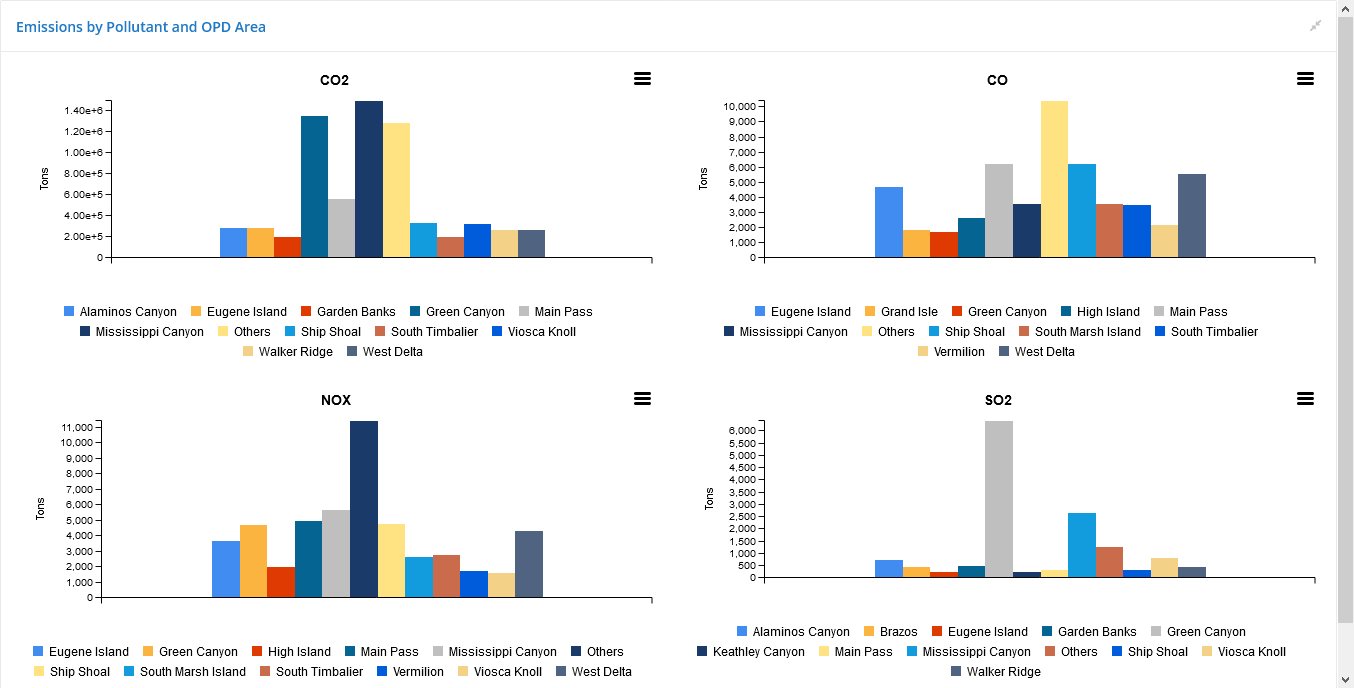 Emissions by Pollutant and OPD Area
CO2
1.40e+6
1.20e+6
1.00e+6
8.00e+5
6.00e+5
4.00e+5
2.00e+5
0
Tons
Alaminos Canyon Eugene Island Garden Banks Green Canyon Main Pass
Mississippi Canyon Others Ship Shoal South Timbalier Viosca Knoll
Walker Ridge West Delta
CO
10,000
9,000
8,000
7,000
6,000
5,000
4,000
3,000
2,000
1,000
0
Tons
Eugene Island Grand Isle Green Canyon High Island Main Pass
Mississippi Canyon Others Ship Shoal South Marsh Island South Timbalier
Vermilion West Delta
NOX
11,000
10,000
9,000
8,000
7,000
6,000
5,000
4,000
3,000
2,000
1,000
0
Tons
Eugene Island Green Canyon High Island Main Pass Mississippi Canyon Others
Ship Shoal South Marsh Island South Timbalier Vermilion Viosca Knoll West Delta
SO2
6,000
5,500
5,000
4,500
4,000
3,500
3,000
2,500
2,000
1,500
1,000
500
0
Tons
Alaminos Canyon Brazos Eugene Island Garden Banks Green Canyon
Keathley Canyon Main Pass Mississippi Canyon Others Ship Shoal Viosca Knoll
Walker Ridge